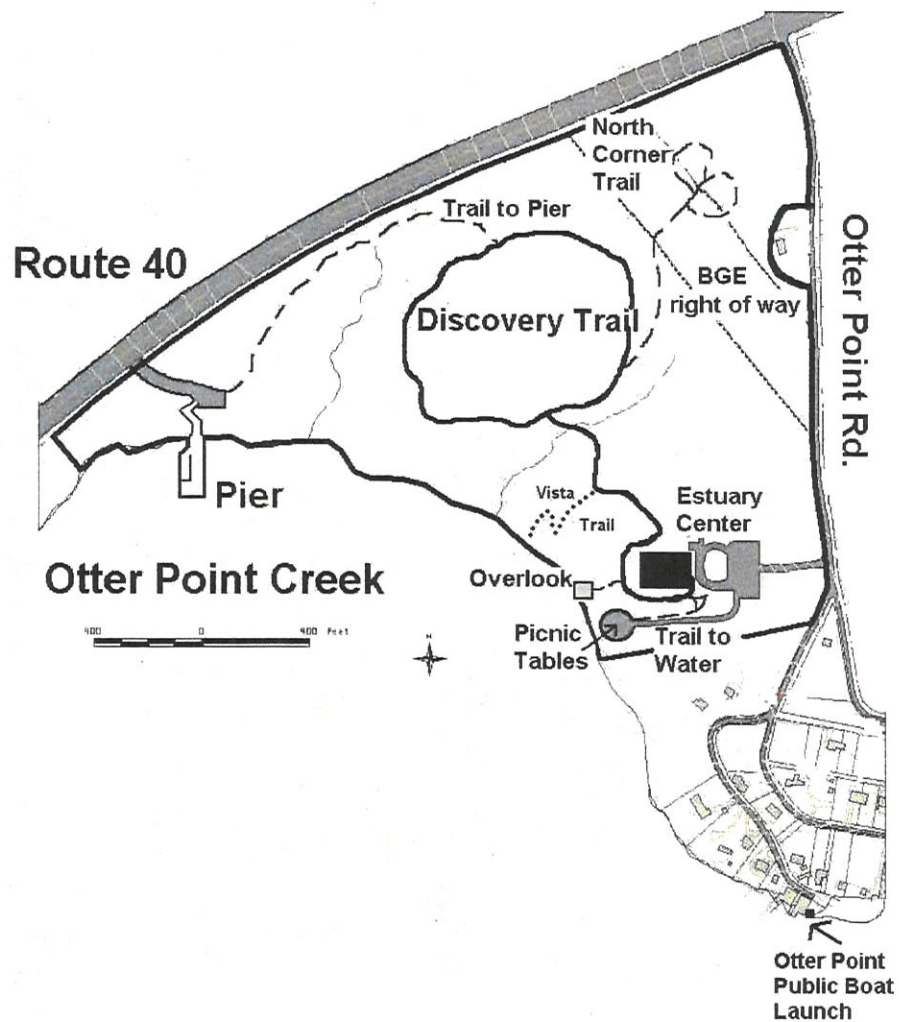 North
Corner
Trail
Trail to Pier
Route 40
Otter Point Rd.
BGE
right of way
Discovery Trail
Pier
Vista
Trail
Estuary
Center
Otter Point Creek
Overlook
400 0 400 Feet
N
Picnic
Tables
Trail to
Water
Otter Point
Public Boat
Launch